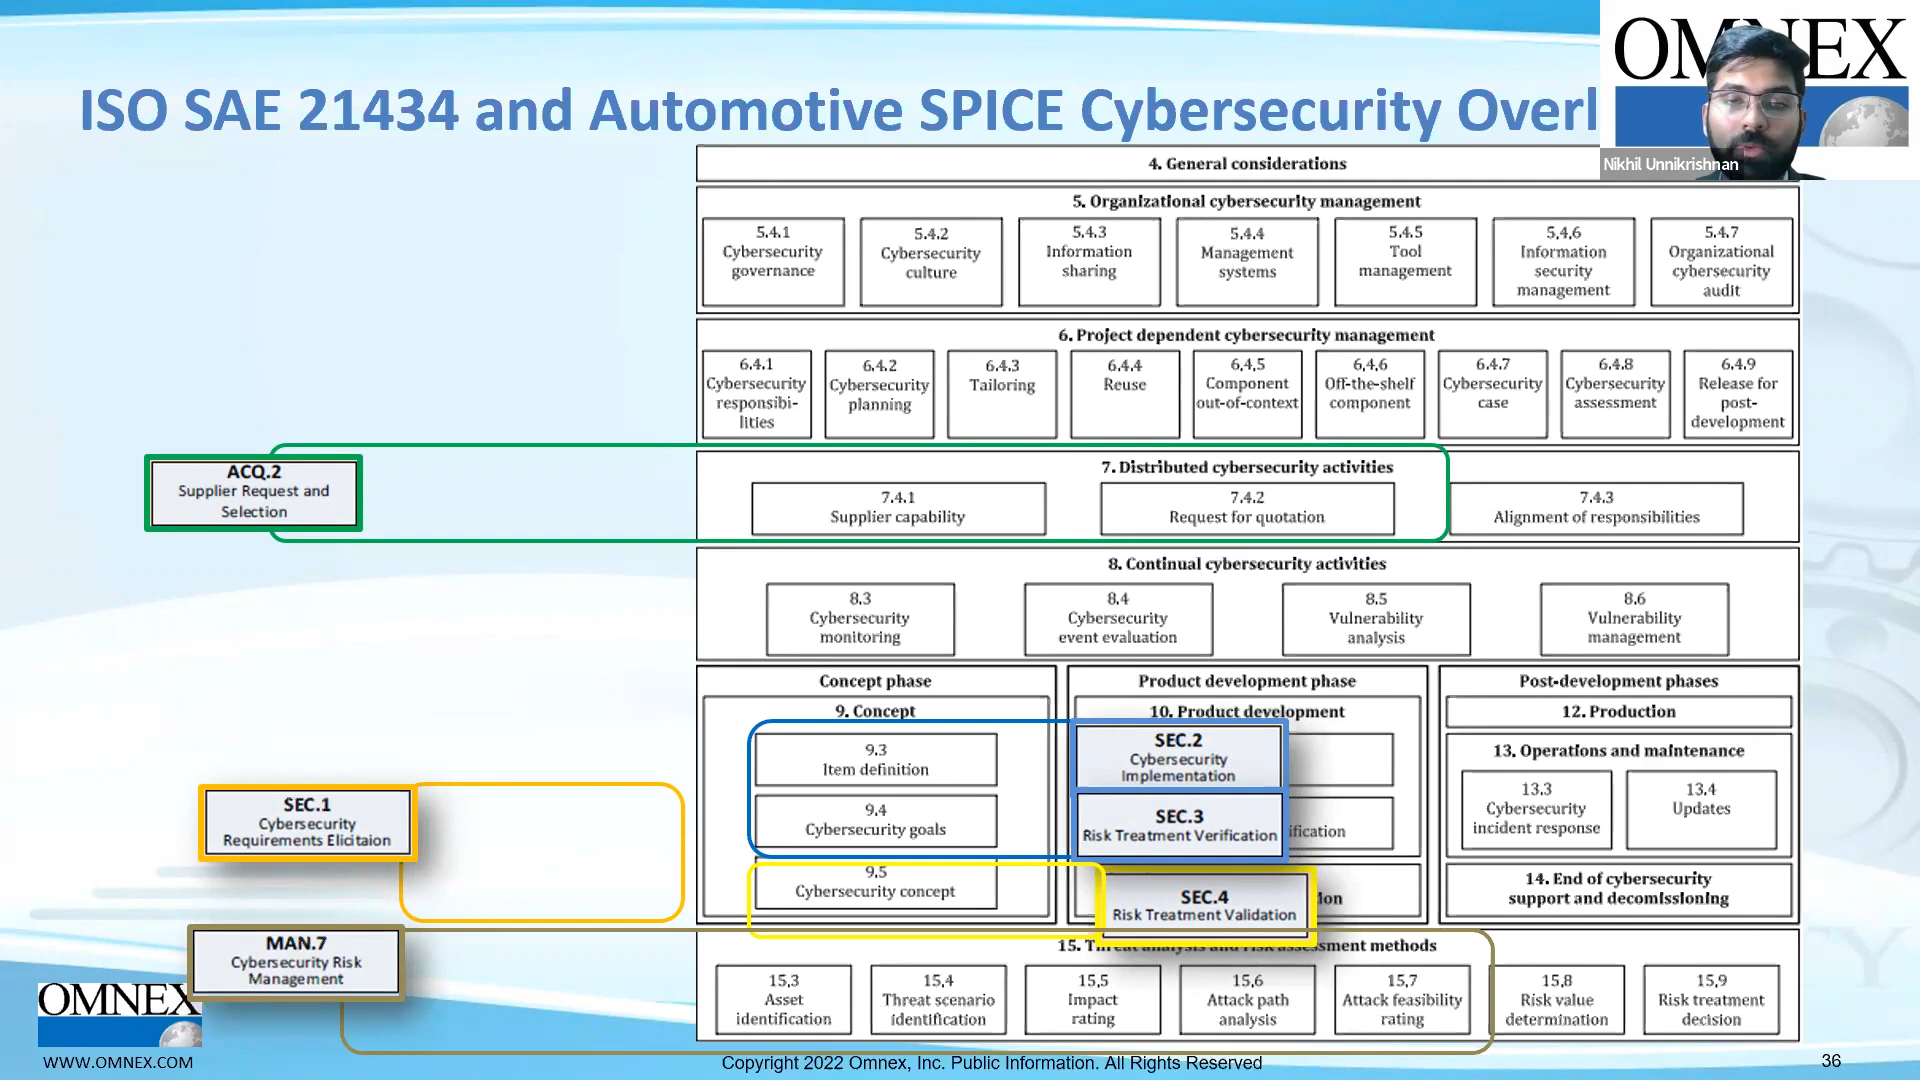 OMNEX
Nikhil Unnikrishnan
ISO SAE 21434 and Automotive SPICE Cybersecurity Overl
4. General considerations
5. Organizational cybersecurity management
5.4.1
Cybersecurity
governance
5.4.2
Cybersecurity
culture
5.4.3
Information
sharing
5.4.4
Management
systems
5.4.5
Tool
management
5.4.6
Information
security
management
5.4.7
Organizational
cybersecurity
audit
6. Project dependent cybersecurity management
6.4.1
Cybersecurity
responsibi-
lities
6.4.2
Cybersecurity
planning
6.4.3
Tailoring
6.4.4
Reuse
6.4.5
Component
out-of-context
6.4.6
Off-the-shelf
component
6.4.7
Cybersecurity
case
6.4.8
Cybersecurity
assessment
6.4.9
Release for
post-
development
ACQ.2
Supplier Request and
Selection
7. Distributed cybersecurity activities
7.4.1
Supplier capability
7.4.2
Request for quotation
7.4.3
Alignment of responsibilities
8. Continual cybersecurity activities
8.3
Cybersecurity
monitoring
8.4
Cybersecurity
event evaluation
8.5
Vulnerability
analysis
8.6
Vulnerability
management
Concept phase
9. Concept
9.3
Item definition
9.4
Cybersecurity goals
9.5
Cybersecurity concept
Product development phase
10. Product development
SEC.2
Cybersecurity
Implementation
SEC.3
Risk Treatment Verification
ification
SEC.4
Risk Treatment Validation
ion
Post-development phases
12. Production
13. Operations and maintenance
13.3
Cybersecurity
incident response
13.4
Updates
14. End of cybersecurity
support and decomissioning
SEC.1
Cybersecurity
Requirements Elicitaion
MAN.7
Cybersecurity Risk
Management
15. Threat analysis and risk assessment methods
15.3
Asset
identification
15.4
Threat scenario
identification
15.5
Impact
rating
15.6
Attack path
analysis
15.7
Attack feasibility
rating
15.8
Risk value
determination
15.9
Risk treatment
decision
OMNEX
WWW.OMNEX.COM
Copyright 2022 Omnex, Inc. Public Information. All Rights Reserved
36